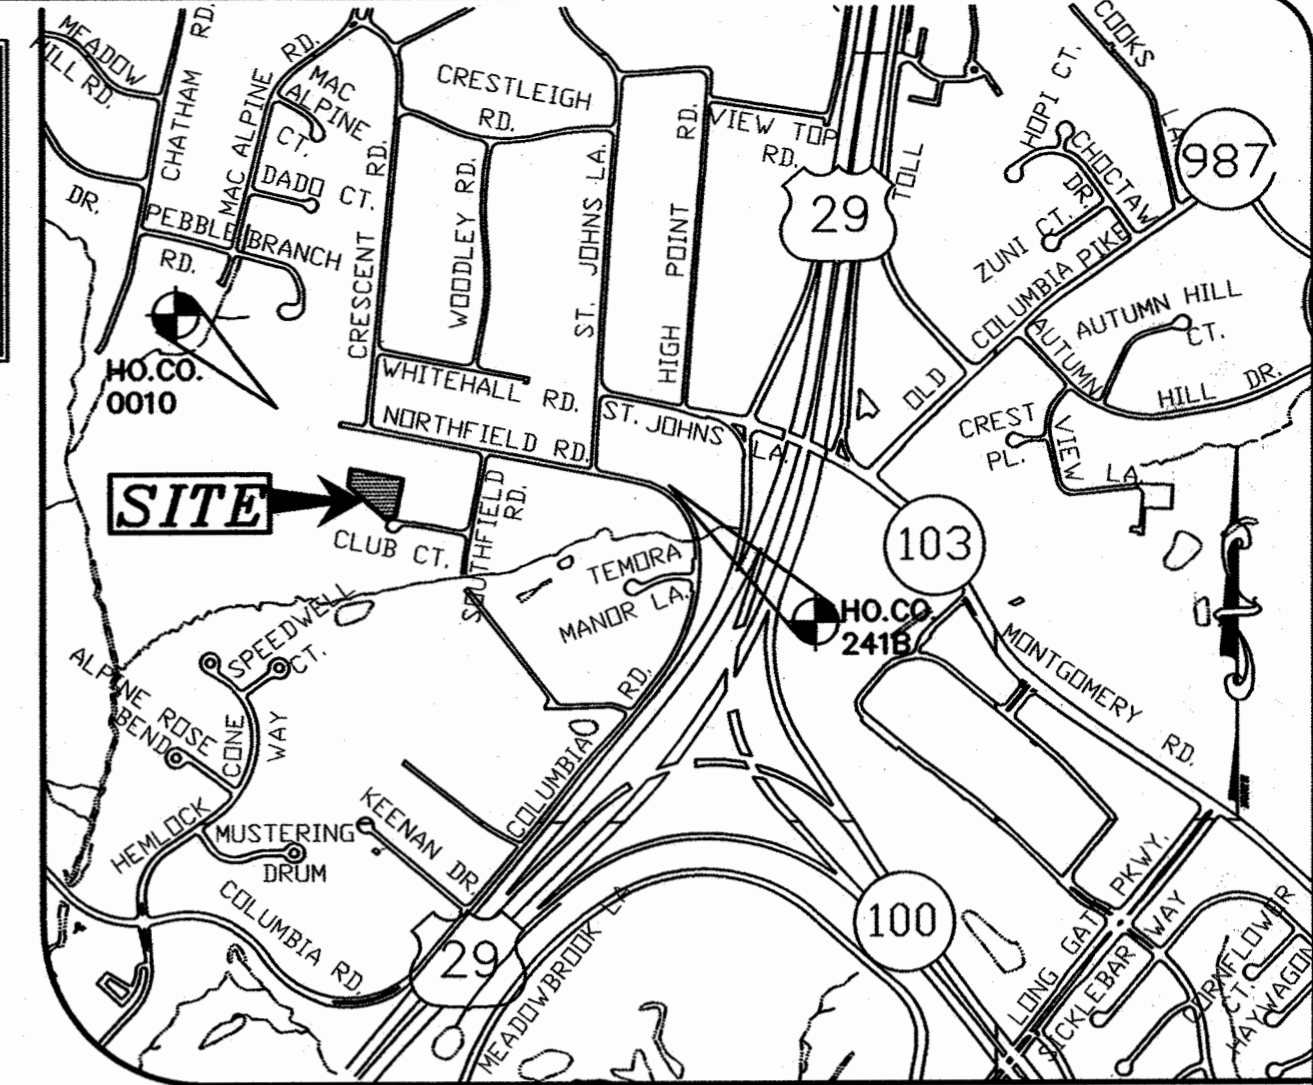 MEADOW
HILL RD.
CHATHAM RD.
MAC ALPINE RD.
MAC
ALPINE
CT.
CRESTLEIGH
RD.
VIEW TOP
RD.
TOLL
COOKS
LA.
HOPI CT.
CHOCTAW
DR.
ZUNI CT.
987
DR.
DADO CT.
PEBBLE BRANCH
RD.
CRESCENT RD.
WOODLEY RD.
ST. JOHNS LA.
HIGH POINT RD.
29
OLD COLUMBIA PIKE
AUTUMN HILL
CT.
AUTUMN
HILL DR.
HO.CO.
0010
WHITEHALL RD.
NORTHFIELD RD.
ST. JOHNS
LA.
CREST
PL.
VIEW
LA.
SITE
CLUB CT.
SOUTHFIELD
RD.
103
TEMORA
MANOR LA.
HO.CO.
241B
SPEEDWELL
CT.
ALPINE ROSE
BEND
CONE
WAY
MONTGOMERY
RD.
COLUMBIA RD.
HEMLOCK
MUSTERING
DRUM
KEENAN DR.
COLUMBIA RD.
29
MEADOWBROOK LA.
100
LONG GATE PKWY.
SICKLEBAR WAY
CORNFLOWER
CT.
HAYWAGON